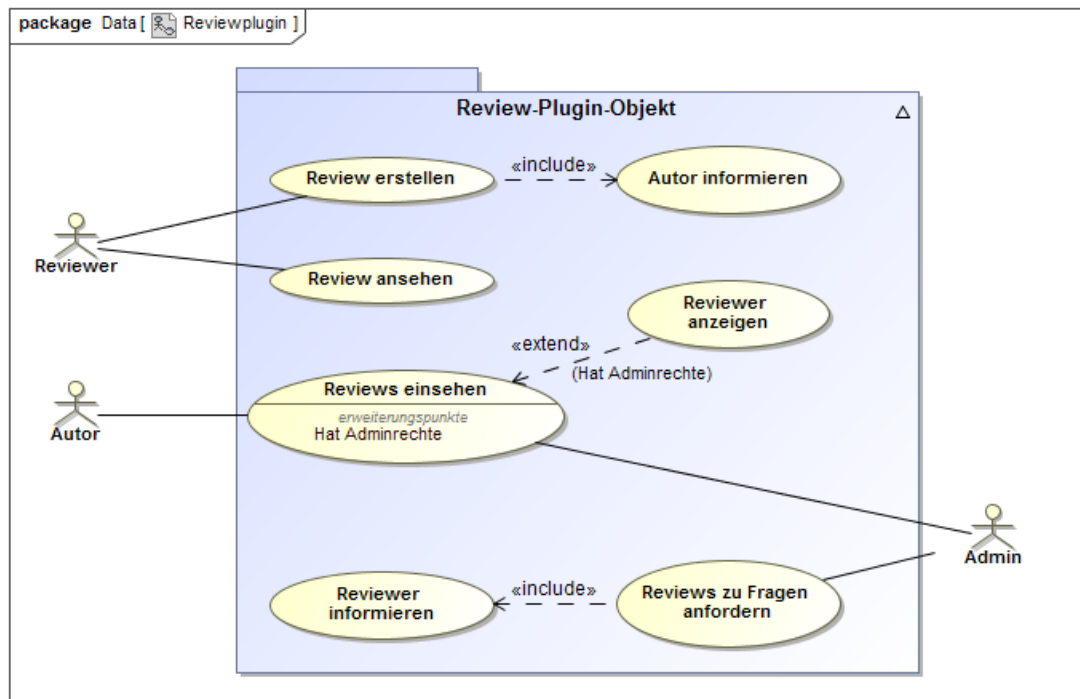 package Data [ Reviewplugin ]
Review-Plugin-Objekt
Review erstellen
«include»
Autor informieren
Reviewer
Review ansehen
Reviewer
anzeigen
«extend»
(Hat Adminrechte)
Reviews einsehen
erweiterungspunkte
Hat Adminrechte
Autor
Admin
Reviewer
informieren
«include»
Reviews zu Fragen
anfordern